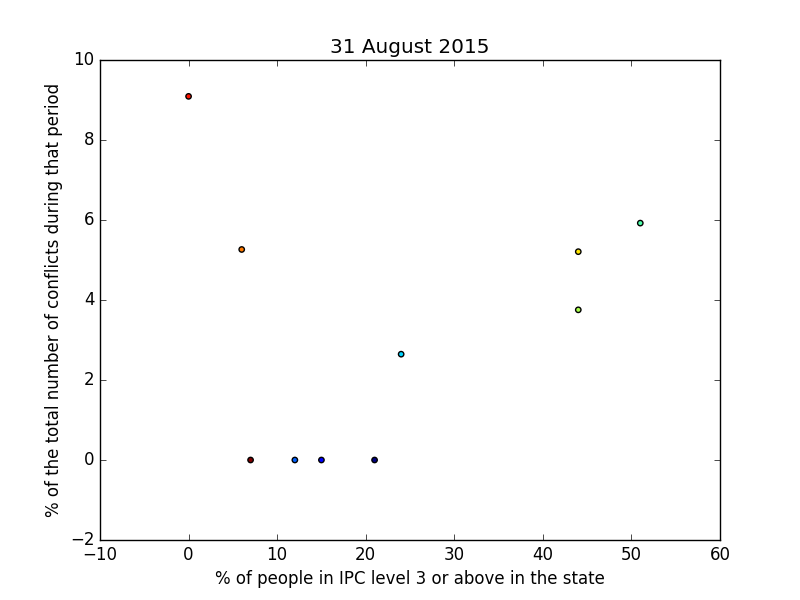 31 August 2015
10
8
6
4
2
0
−2
−10 0 10 20 30 40 50 60
% of the total number of conflicts during that period
% of people in IPC level 3 or above in the state